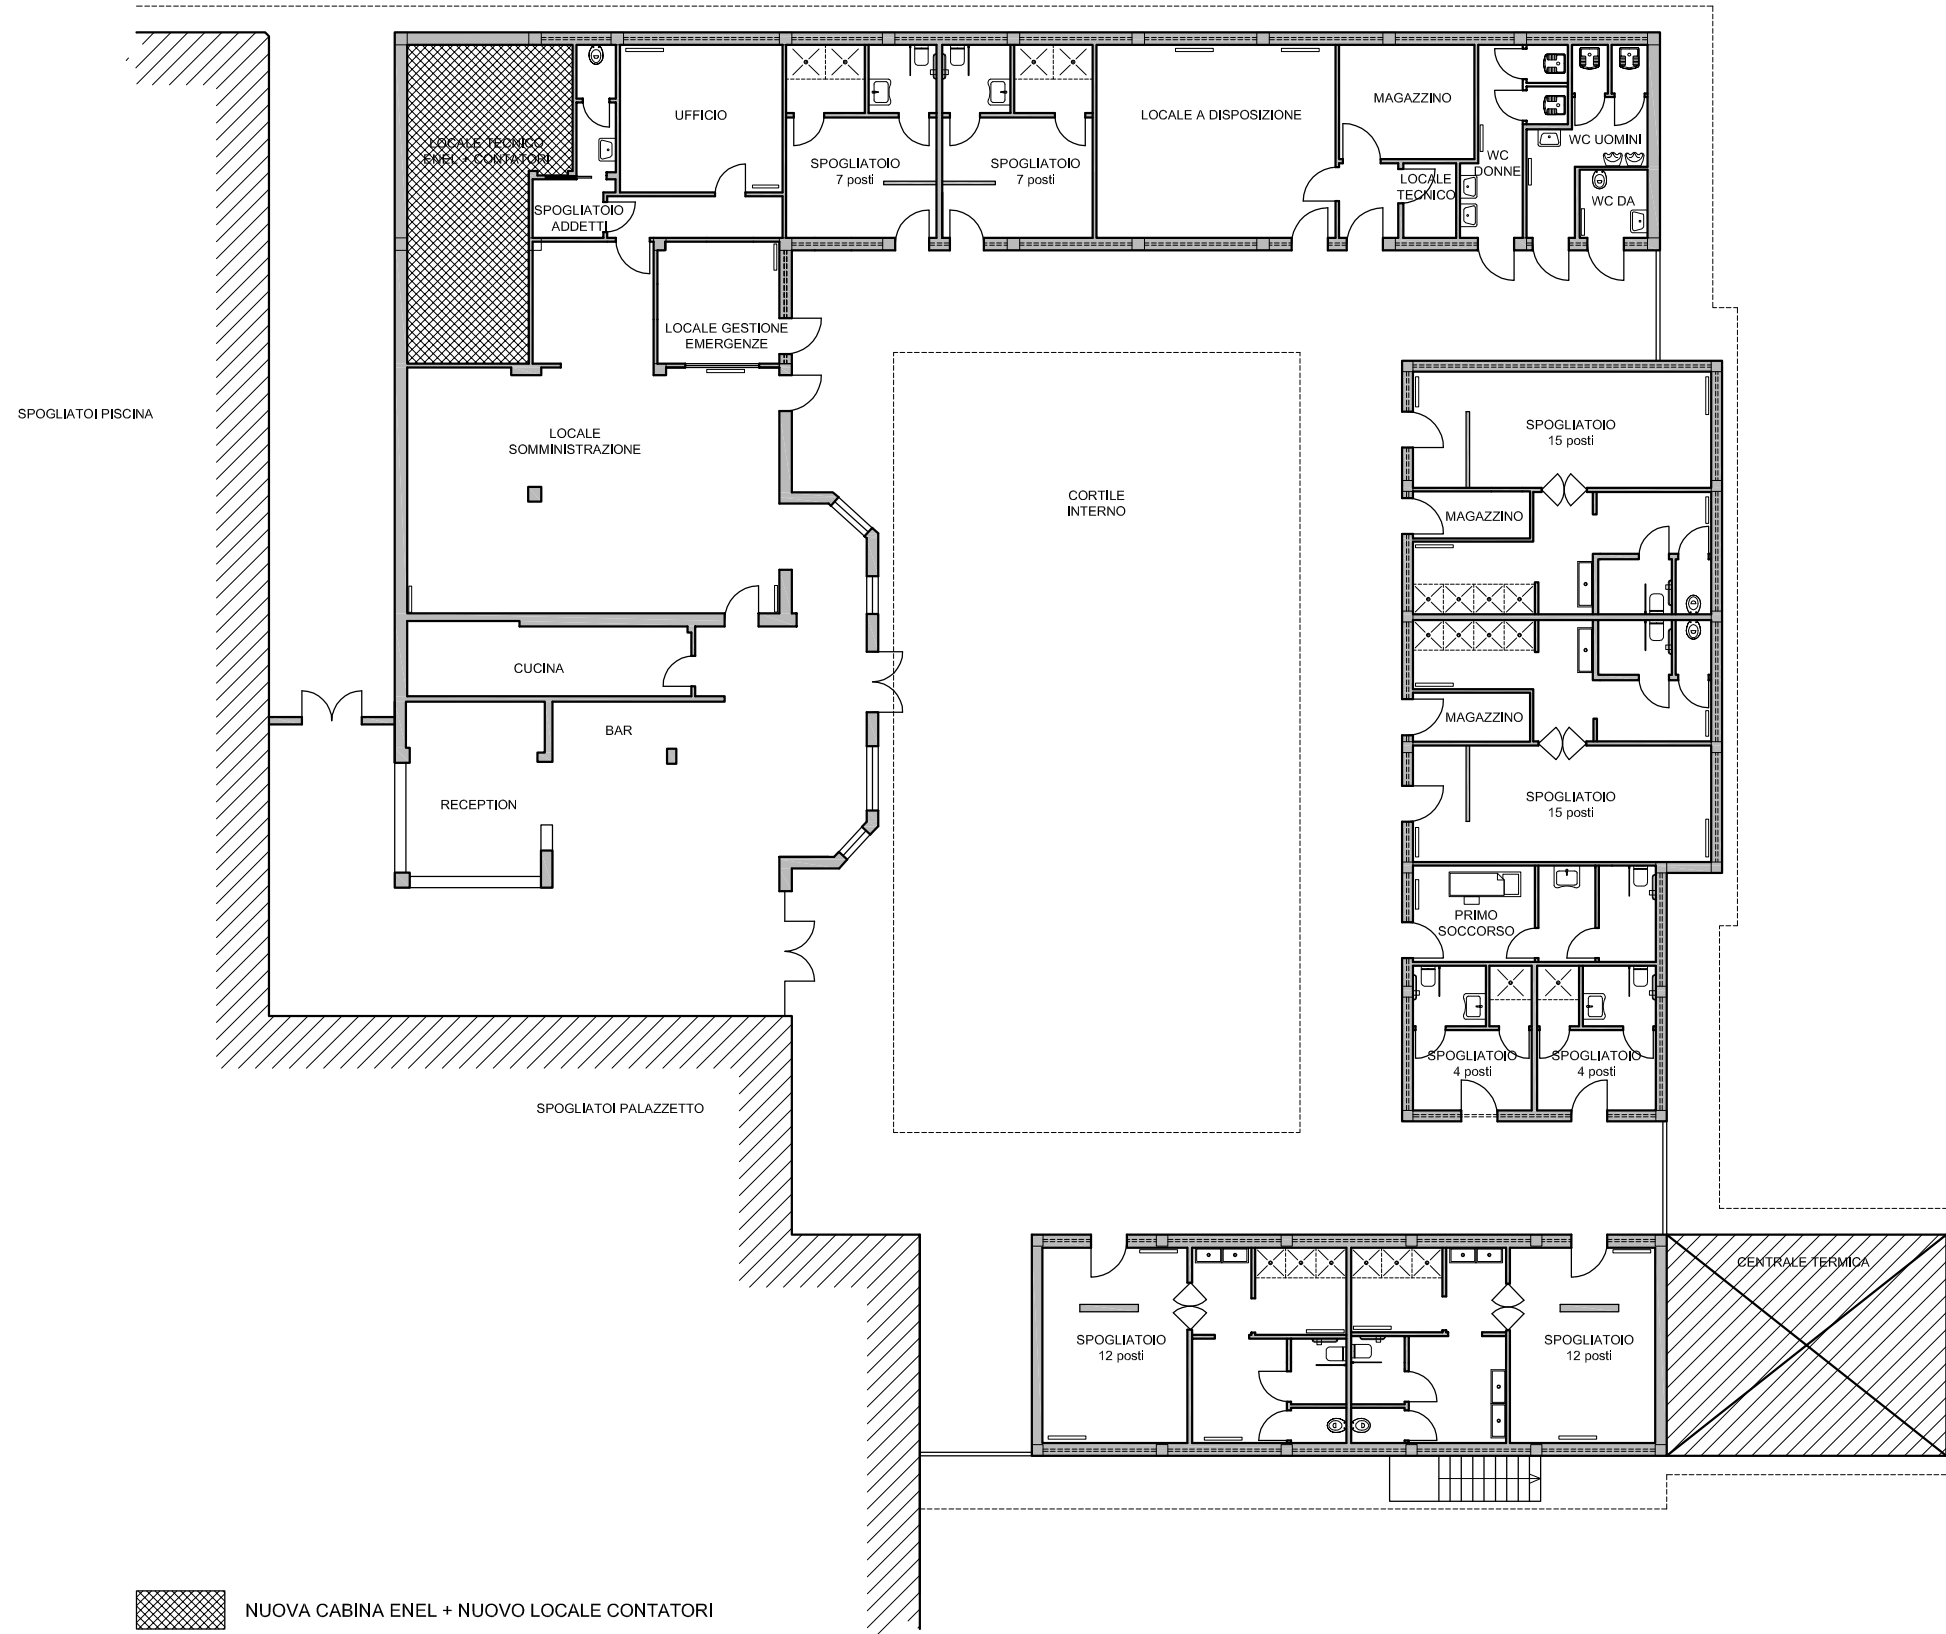 LOCALE TECNICO
ENEL + CONTATORI
UFFICIO
SPOGLIATOIO
ADDETTI
SPOGLIATOIO
7 posti
SPOGLIATOIO
7 posti
LOCALE A DISPOSIZIONE
MAGAZZINO
LOCALE
TECNICO
WC
DONNE
WC UOMINI
WC DA
LOCALE GESTIONE
EMERGENZE
SPOGLIATOI PISCINA
LOCALE
SOMMINISTRAZIONE
CORTILE
INTERNO
SPOGLIATOIO
15 posti
MAGAZZINO
CUCINA
BAR
MAGAZZINO
RECEPTION
SPOGLIATOIO
15 posti
PRIMO
SOCCORSO
SPOGLIATOIO
4 posti
SPOGLIATOIO
4 posti
SPOGLIATOI PALAZZETTO
CENTRALE TERMICA
SPOGLIATOIO
12 posti
SPOGLIATOIO
12 posti
NUOVA CABINA ENEL + NUOVO LOCALE CONTATORI